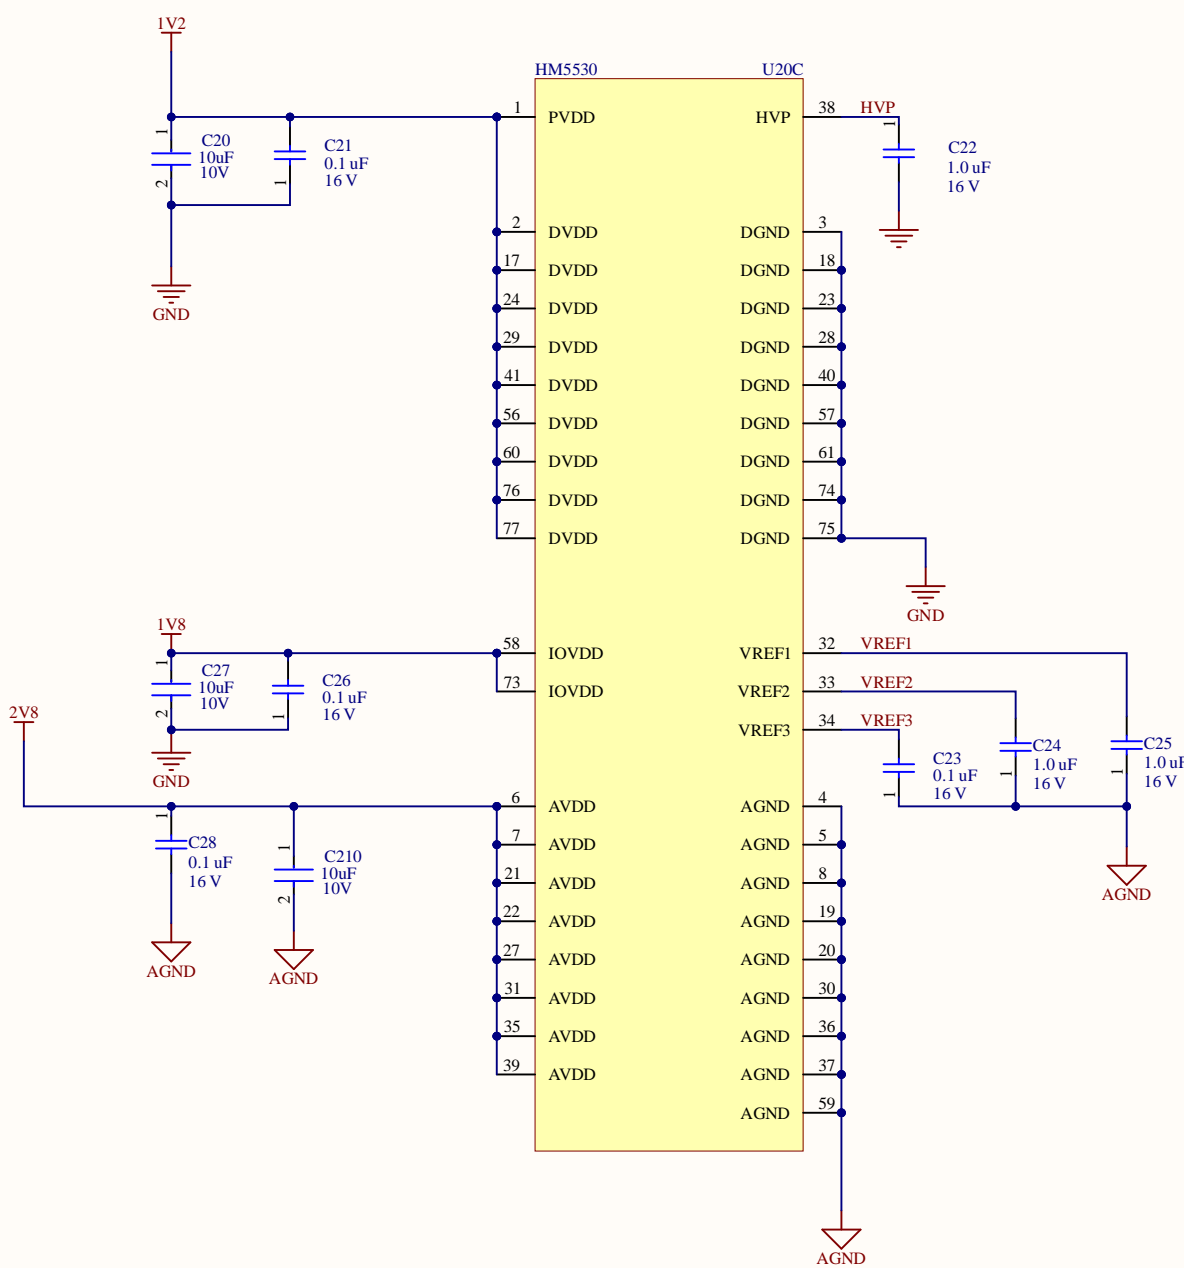 1V2
HM5530 U20C
1 PVDD HVP 38 HVP
1 C20 10uF 10V 2
C21 0.1 uF 16 V 1
1 C22 1.0 uF 16 V
2 DVDD DGND 3
17 DVDD DGND 18
24 DVDD DGND 23
GND
29 DVDD DGND 28
41 DVDD DGND 40
56 DVDD DGND 57
60 DVDD DGND 61
76 DVDD DGND 74
77 DVDD DGND 75
GND
1V8
58 IOVDD VREF1 32 VREF1
1 C27 10uF 10V 2
C26 0.1 uF 16 V 1
73 IOVDD VREF2 33 VREF2
2V8
VREF3 34 VREF3
C23 0.1 uF 16 V 1
C24 1.0 uF 16 V 1
C25 1.0 uF 16 V 1
GND
6 AVDD AGND 4
1 C28 0.1 uF 16 V
1 C210 10uF 10V 2
7 AVDD AGND 5
21 AVDD AGND 8
AGND
22 AVDD AGND 19
27 AVDD AGND 20
AGND
AGND
31 AVDD AGND 30
35 AVDD AGND 36
39 AVDD AGND 37
AGND 59
AGND